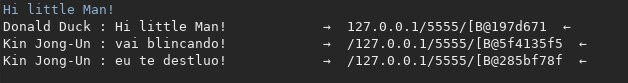 Hi little Man!
Donald Duck : Hi little Man! → 127.0.0.1/5555/[B@197d671 ←
Kin Jong-Un : vai blincando! → /127.0.0.1/5555/[B@5f4135f5 ←
Kin Jong-Un : eu te destluo! → /127.0.0.1/5555/[B@285bf78f ←